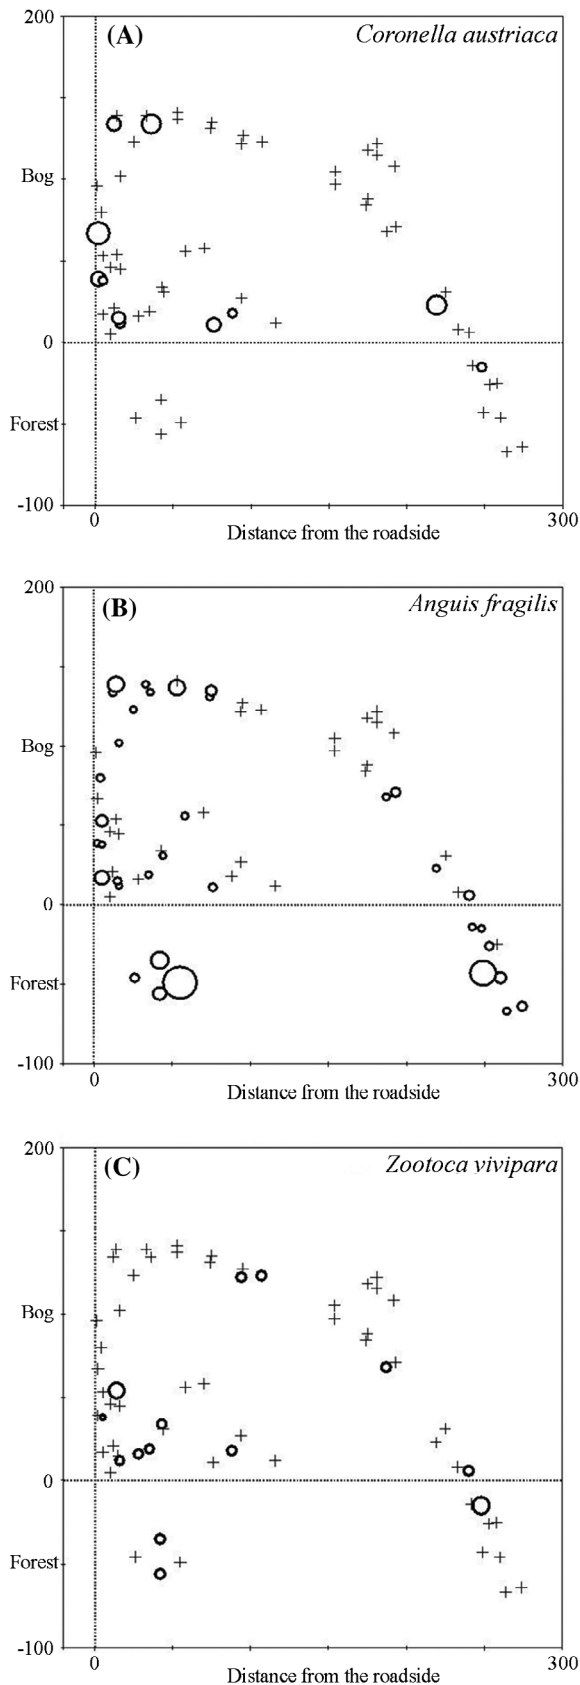 200
(A) Coronella austriaca
Bog
0
Forest
-100
0 300
Distance from the roadside
200
(B) Anguis fragilis
Bog
0
Forest
-100
0 300
Distance from the roadside
200
(C) Zootoca vivipara
Bog
0
Forest
-100
0 300
Distance from the roadside